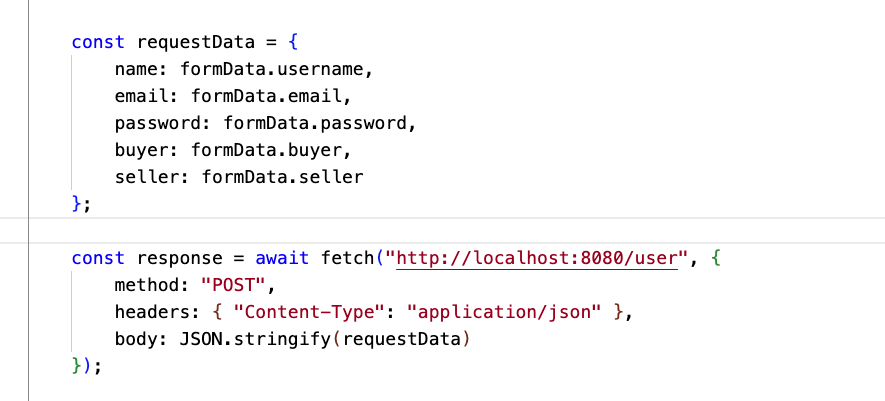 const requestData = {
    name: formData.username,
    email: formData.email,
    password: formData.password,
    buyer: formData.buyer,
    seller: formData.seller
};
const response = await fetch("http://localhost:8080/user", {
    method: "POST",
    headers: { "Content-Type": "application/json" },
    body: JSON.stringify(requestData)
});